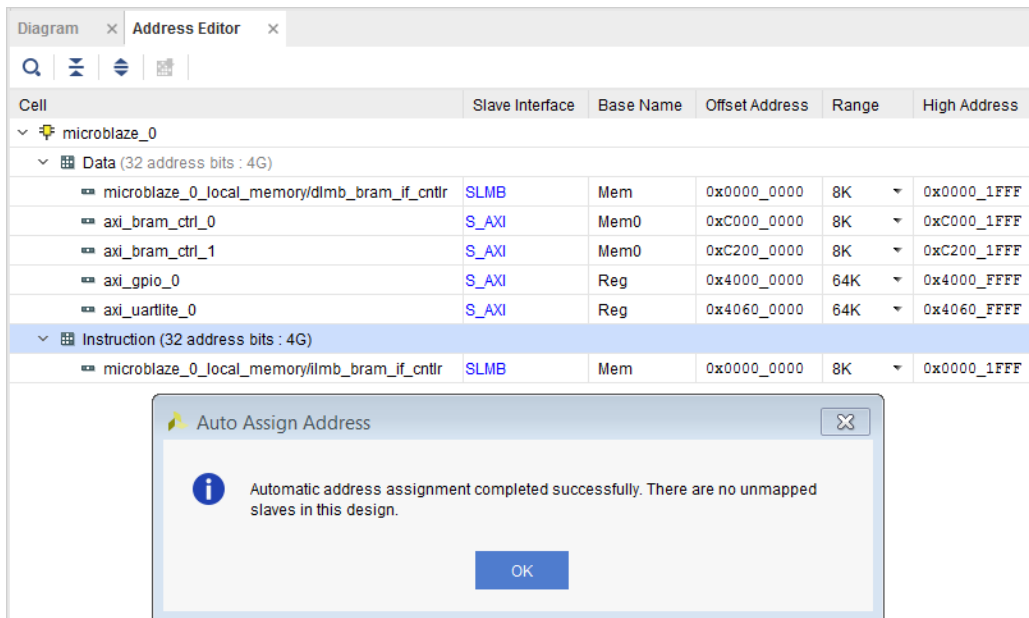 Diagram Address Editor
Cell Slave Interface Base Name Offset Address Range High Address
microblaze_0
Data (32 address bits : 4G)
microblaze_0_local_memory/dlmb_bram_if_cntlr SLMB Mem 0x0000_0000 8K 0x0000_1FFF
axi_bram_ctrl_0 S_AXI Mem0 0xC000_0000 8K 0xC000_1FFF
axi_bram_ctrl_1 S_AXI Mem0 0xC200_0000 8K 0xC200_1FFF
axi_gpio_0 S_AXI Reg 0x4000_0000 64K 0x4000_FFFF
axi_uartlite_0 S_AXI Reg 0x4060_0000 64K 0x4060_FFFF
Instruction (32 address bits : 4G)
microblaze_0_local_memory/ilmb_bram_if_cntlr SLMB Mem 0x0000_0000 8K 0x0000_1FFF
Auto Assign Address
Automatic address assignment completed successfully. There are no unmapped
slaves in this design.
OK